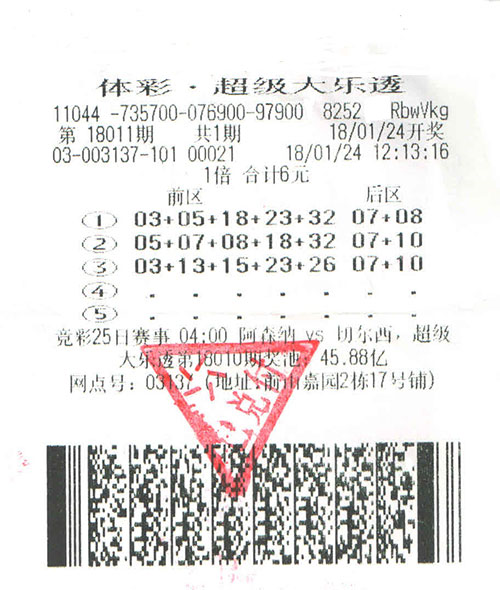 体彩·超级大乐透
11044 -735700-076900-97900 8252 RbwVkg
第 18011期 共1期 18/01/24开奖
03-003137-101 00021 18/01/24 12:13:16
1倍 合计6元
前区 后区
① 03+05+18+23+32 07+08
② 05+07+08+18+32 07+10
③ 03+13+15+23+26 07+10
④ . . . . . . .
⑤ . . . . . . .
竞彩25日赛事 04:00 阿森纳 vs 切尔西，超级
大乐透第18010期奖池：45.88亿
网点号：03137 (地址:前山嘉园2栋17号铺)
已兑付